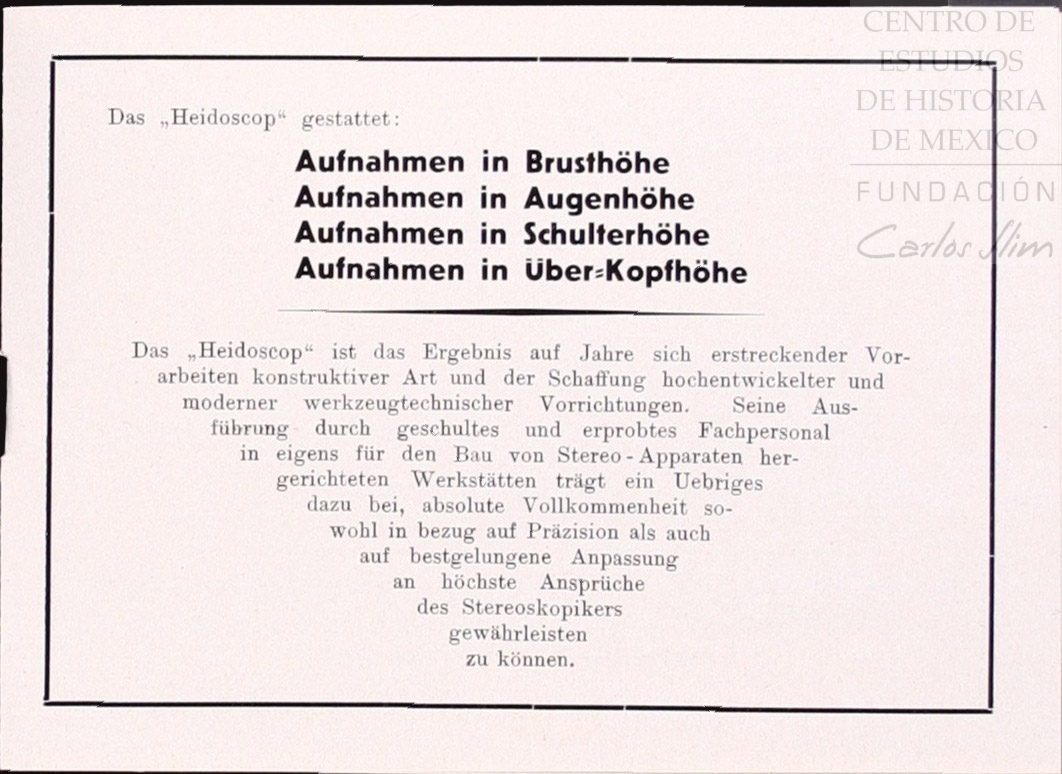 CENTRO DE
ESTUDIOS
DE HISTORIA
DE MEXICO
FUNDACIÓN
Carlos Slim
Das „Heidoscop“ gestattet:
Aufnahmen in Brusthöhe
Aufnahmen in Augenhöhe
Aufnahmen in Schulterhöhe
Aufnahmen in Über=Kopfhöhe
Das „Heidoscop“ ist das Ergebnis auf Jahre sich erstreckender Vor-
arbeiten konstruktiver Art und der Schaffung hochentwickelter und
moderner werkzeugtechnischer Vorrichtungen. Seine Aus-
führung durch geschultes und erprobtes Fachpersonal
in eigens für den Bau von Stereo-Apparaten her-
gerichteten Werkstätten trägt ein Uebriges
dazu bei, absolute Vollkommenheit so-
wohl in bezug auf Präzision als auch
auf bestgelungene Anpassung
an höchste Ansprüche
des Stereoskopikers
gewährleisten
zu können.